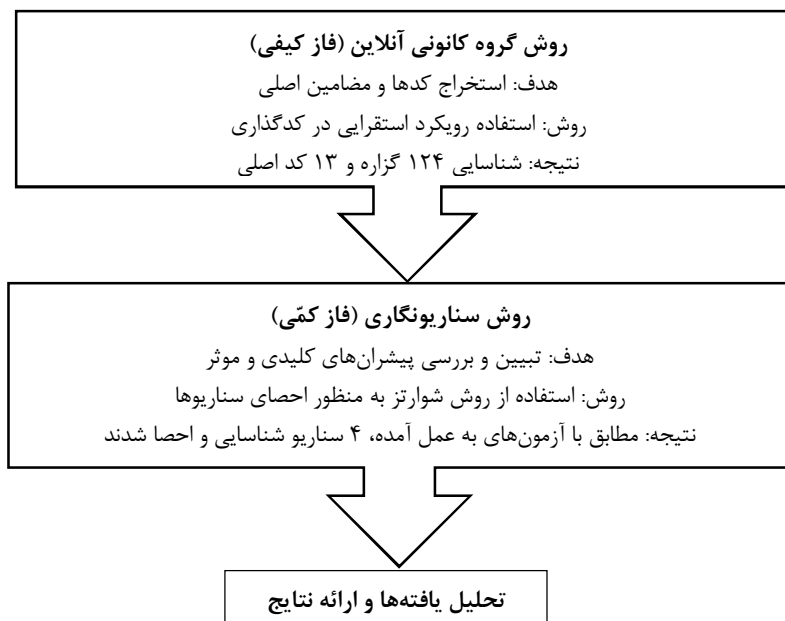 روش گروه کانونی آنلاین (فاز کیفی)
هدف: استخراج کدها و مضامین اصلی
روش: استفاده رویکرد استقرایی در کدگذاری
نتیجه: شناسایی ۱۲۴ گزاره و ۱۳ کد اصلی
روش سناریونگاری (فاز کمّی)
هدف: تبیین و بررسی پیشران‌های کلیدی و موثر
روش: استفاده از روش شوارتز به منظور احصای سناریوها
نتیجه: مطابق با آزمون‌های به عمل آمده، ۴ سناریو شناسایی و احصا شدند
تحلیل یافته‌ها و ارائه نتایج